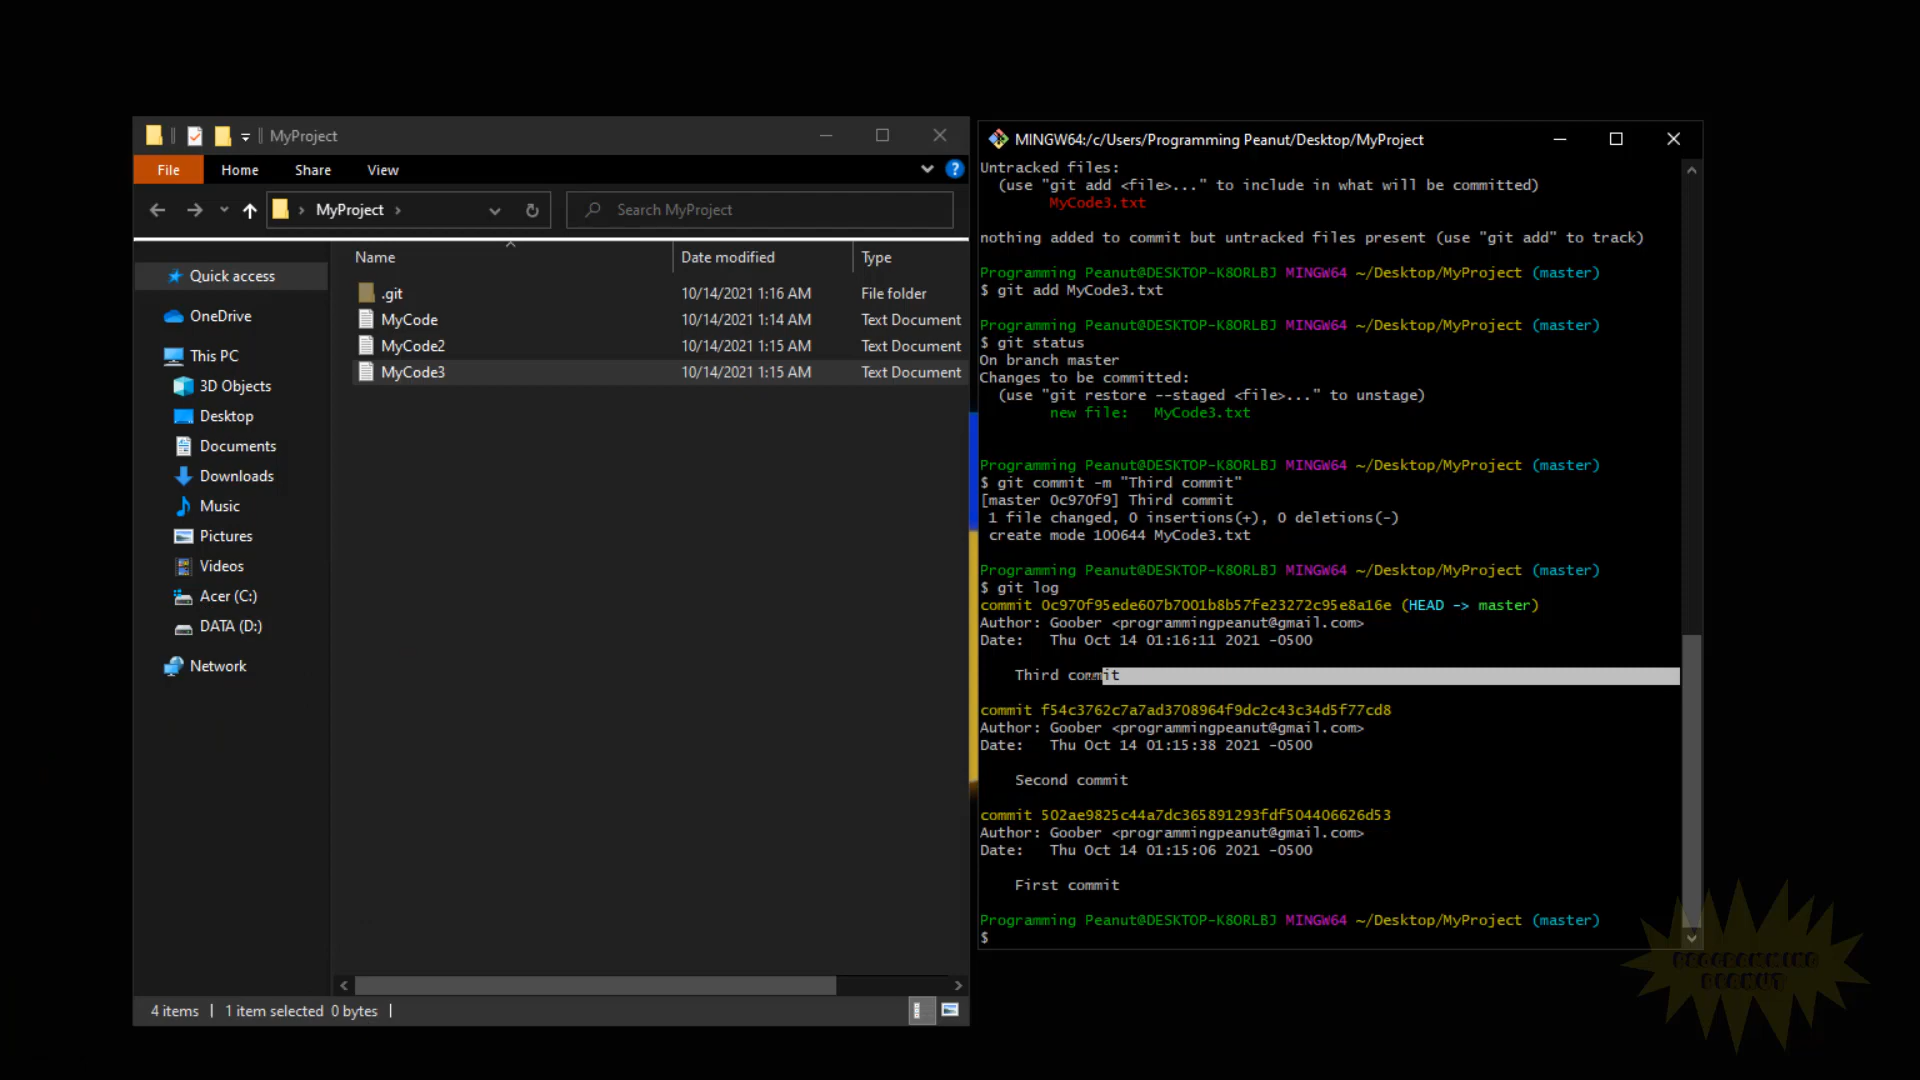 MyProject
File Home Share View
MyProject
Search MyProject
Name Date modified Type
Quick access
OneDrive
This PC
3D Objects
Desktop
Documents
Downloads
Music
Pictures
Videos
Acer (C:)
DATA (D:)
Network
.git 10/14/2021 1:16 AM File folder
MyCode 10/14/2021 1:14 AM Text Document
MyCode2 10/14/2021 1:15 AM Text Document
MyCode3 10/14/2021 1:15 AM Text Document
4 items 1 item selected 0 bytes
MINGW64:/c/Users/Programming Peanut/Desktop/MyProject
Untracked files:
(use "git add <file>..." to include in what will be committed)
MyCode3.txt
nothing added to commit but untracked files present (use "git add" to track)
Programming Peanut@DESKTOP-K8ORLBJ MINGW64 ~/Desktop/MyProject (master)
$ git add MyCode3.txt
Programming Peanut@DESKTOP-K8ORLBJ MINGW64 ~/Desktop/MyProject (master)
$ git status
On branch master
Changes to be committed:
(use "git restore --staged <file>..." to unstage)
new file: MyCode3.txt
Programming Peanut@DESKTOP-K8ORLBJ MINGW64 ~/Desktop/MyProject (master)
$ git commit -m "Third commit"
[master 0c970f9] Third commit
1 file changed, 0 insertions(+), 0 deletions(-)
create mode 100644 MyCode3.txt
Programming Peanut@DESKTOP-K8ORLBJ MINGW64 ~/Desktop/MyProject (master)
$ git log
commit 0c970f95ede607b7001b8b57fe23272c95e8a16e (HEAD -> master)
Author: Goober <programmingpeanut@gmail.com>
Date: Thu Oct 14 01:16:11 2021 -0500
Third commit
commit f54c3762c7a7ad3708964f9dc2c43c34d5f77cd8
Author: Goober <programmingpeanut@gmail.com>
Date: Thu Oct 14 01:15:38 2021 -0500
Second commit
commit 502ae9825c44a7dc365891293fdf504406626d53
Author: Goober <programmingpeanut@gmail.com>
Date: Thu Oct 14 01:15:06 2021 -0500
First commit
Programming Peanut@DESKTOP-K8ORLBJ MINGW64 ~/Desktop/MyProject (master)
$
PROGRAMMING
PEANUT